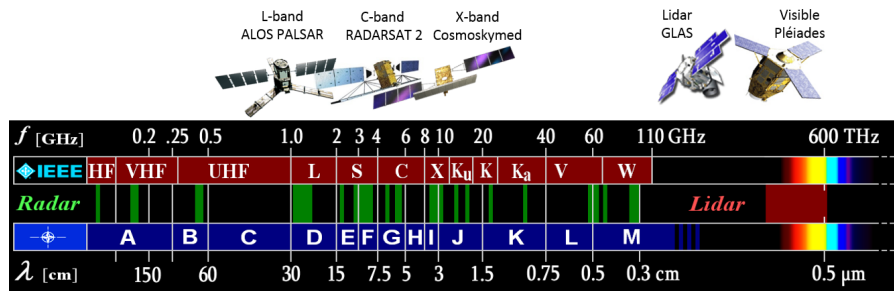 L-band
ALOS PALSAR
C-band
RADARSAT 2
X-band
Cosmoskymed
Lidar
GLAS
Visible
Pléiades
f [GHz] 0.2 .25 0.5 1.0 2 3 4 6 8 10 20 40 60 110 GHz 600 THz
IEEE HF VHF UHF L S C X Ku K Ka V W
Radar Lidar
A B C D E F G H I J K L M
λ [cm] 150 60 30 15 7.5 5 3 1.5 0.75 0.5 0.3 cm 0.5 µm